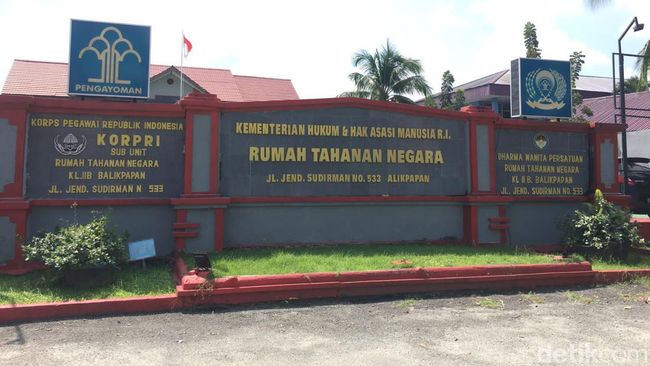 PENGAYOMAN
KORPS PEGAWAI REPUBLIK INDONESIA
KORPRI
SUB UNIT
RUMAH TAHANAN NEGARA
KL.IIB BALIKPAPAN
JL. JEND. SUDIRMAN N 533
KEMENTERIAN HUKUM & HAK ASASI MANUSIA R.I.
RUMAH TAHANAN NEGARA
JL. JEND. SUDIRMAN NO. 533 ALIKPAPAN
DHARMA WANITA PERSATUAN
RUMAH TAHANAN NEGARA
KL. II B. BALIKPAPAN
JL. JEND. SUDIRMAN N 533
detikcom